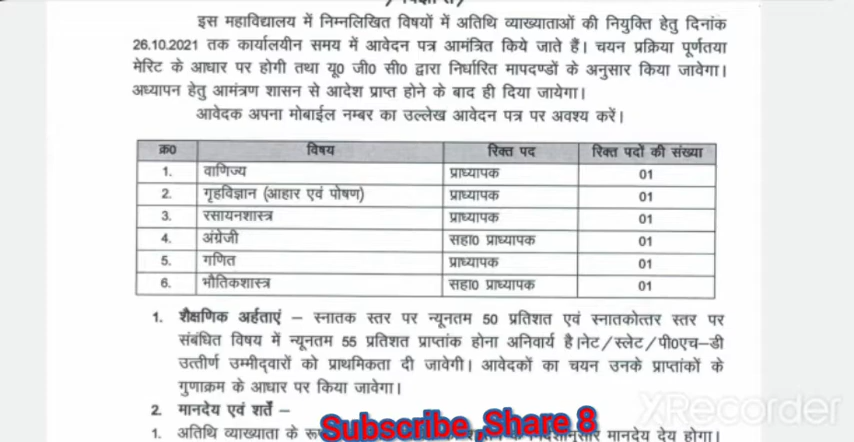 इस महाविद्यालय में निम्नलिखित विषयों में अतिथि व्याख्याताओं की नियुक्ति हेतु दिनांक
26.10.2021 तक कार्यालयीन समय में आवेदन पत्र आमंत्रित किये जाते हैं। चयन प्रक्रिया पूर्णतया
मेरिट के आधार पर होगी तथा यू0 जी0 सी0 द्वारा निर्धारित मापदण्डों के अनुसार किया जावेगा।
अध्यापन हेतु आमंत्रण शासन से आदेश प्राप्त होने के बाद ही दिया जायेगा।
आवेदक अपना मोबाईल नम्बर का उल्लेख आवेदन पत्र पर अवश्य करें।
क्र0 विषय रिक्त पद रिक्त पदों की संख्या
1. वाणिज्य प्राध्यापक 01
2. गृहविज्ञान (आहार एवं पोषण) प्राध्यापक 01
3. रसायनशास्त्र प्राध्यापक 01
4. अंग्रेजी सहा0 प्राध्यापक 01
5. गणित प्राध्यापक 01
6. भौतिकशास्त्र सहा0 प्राध्यापक 01
1. शैक्षणिक अर्हताएं – स्नातक स्तर पर न्यूनतम 50 प्रतिशत एवं स्नातकोत्तर स्तर पर
संबंधित विषय में न्यूनतम 55 प्रतिशत प्राप्तांक होना अनिवार्य है।नेट/स्लेट/पी0एच–डी
उत्तीर्ण उम्मीद्वारों को प्राथमिकता दी जावेगी। आवेदकों का चयन उनके प्राप्तांकों के
गुणाक्रम के आधार पर किया जावेगा।
2. मानदेय एवं शर्तें –
XRecorder
Subscribe Share 8
1. अतिथि व्याख्याता के मानदेय देय होगा।